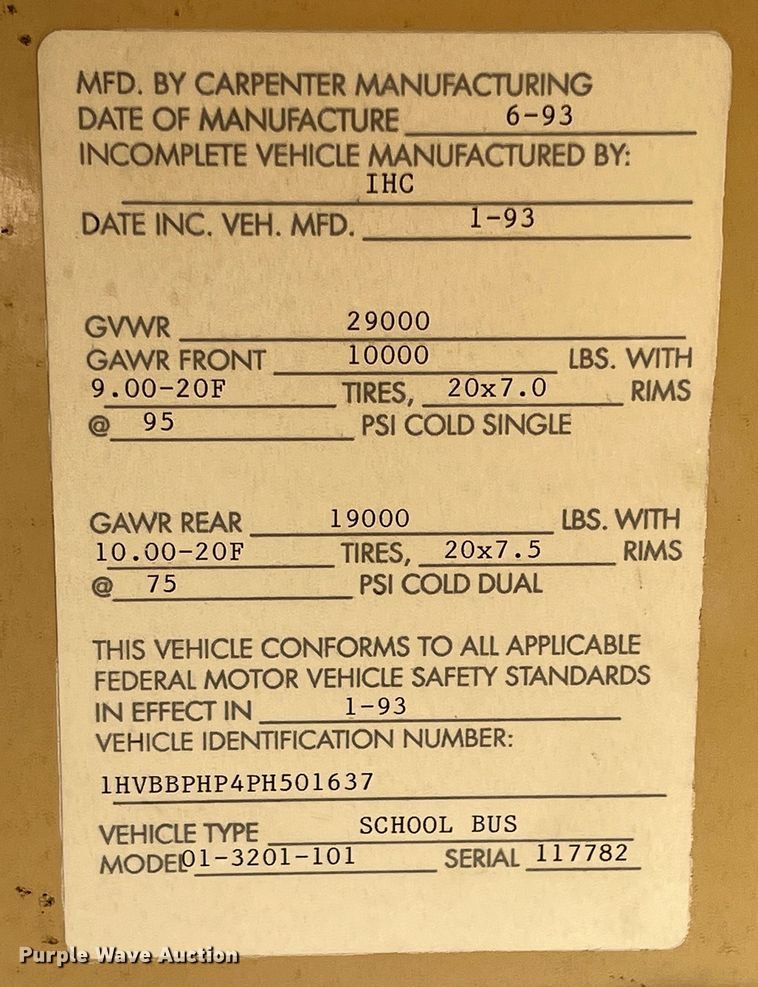 MFD. BY CARPENTER MANUFACTURING
DATE OF MANUFACTURE 6-93
INCOMPLETE VEHICLE MANUFACTURED BY:
IHC
DATE INC. VEH. MFD. 1-93
GVWR 29000
GAWR FRONT 10000 LBS. WITH
9.00-20F TIRES, 20x7.0 RIMS
@ 95 PSI COLD SINGLE
GAWR REAR 19000 LBS. WITH
10.00-20F TIRES, 20x7.5 RIMS
@ 75 PSI COLD DUAL
THIS VEHICLE CONFORMS TO ALL APPLICABLE
FEDERAL MOTOR VEHICLE SAFETY STANDARDS
IN EFFECT IN 1-93
VEHICLE IDENTIFICATION NUMBER:
1HVBBPHP4PH501637
VEHICLE TYPE SCHOOL BUS
MODEL 01-3201-101 SERIAL 117782
Purple Wave Auction